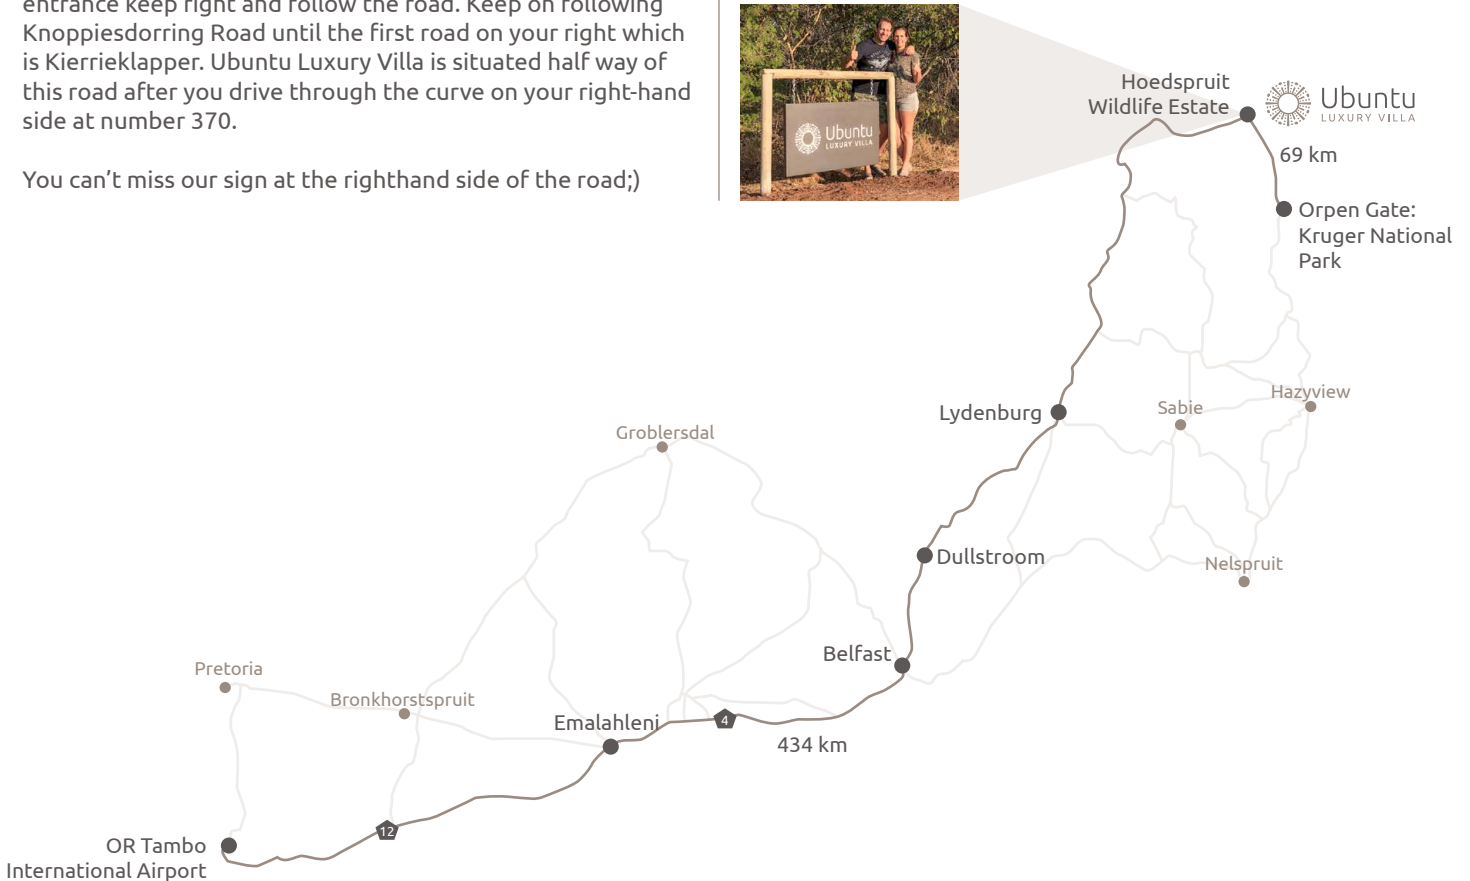 entrance keep right and follow the road. Keep on following
Knoppiesdorring Road until the first road on your right which
is Kierrieklapper. Ubuntu Luxury Villa is situated half way of
this road after you drive through the curve on your right-hand
side at number 370.
You can’t miss our sign at the righthand side of the road;)
Ubuntu
LUXURY VILLA
Hoedspruit
Wildlife Estate
Ubuntu
LUXURY VILLA
69 km
Orpen Gate:
Kruger National
Park
Hazyview
Sabie
Lydenburg
Groblersdal
Dullstroom
Nelspruit
Belfast
Pretoria
Bronkhorstspruit
Emalahleni
4
434 km
12
OR Tambo
International Airport